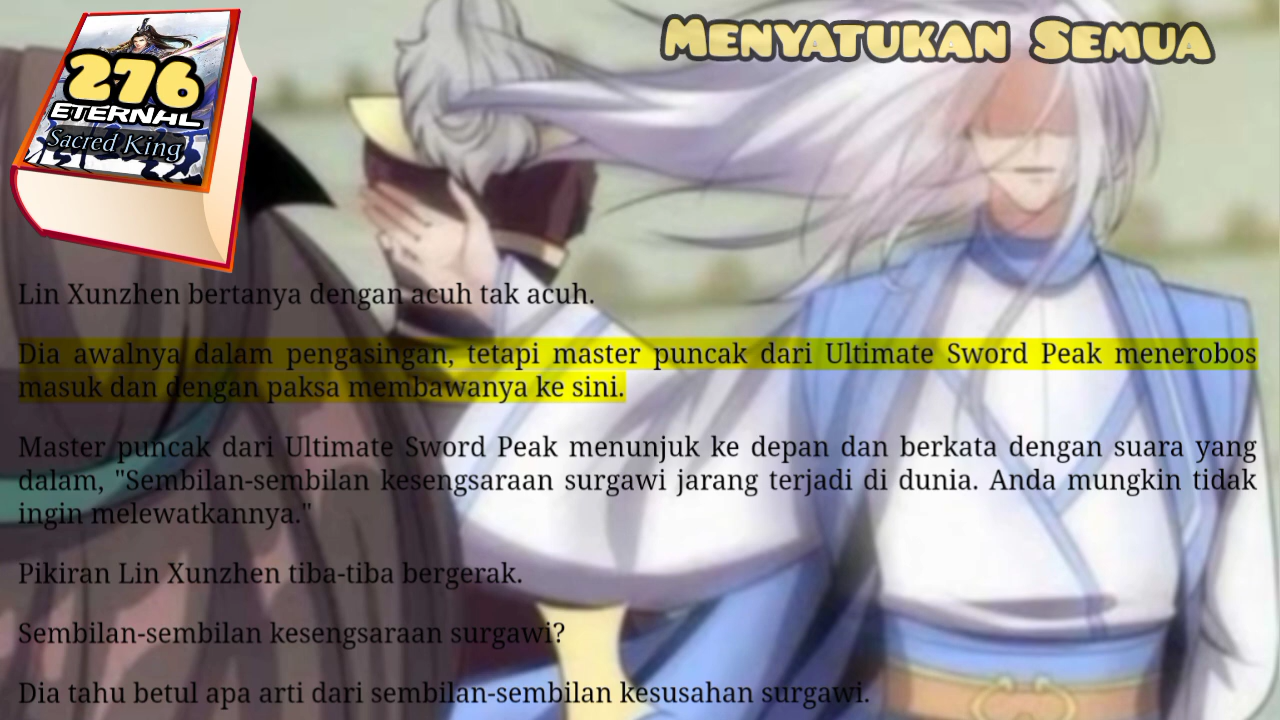 MENYATUKAN SEMUA
276
ETERNAL
Sacred King
Lin Xunzhen bertanya dengan acuh tak acuh.
Dia awalnya dalam pengasingan, tetapi master puncak dari Ultimate Sword Peak menerobos
masuk dan dengan paksa membawanya ke sini.
Master puncak dari Ultimate Sword Peak menunjuk ke depan dan berkata dengan suara yang
dalam, "Sembilan-sembilan kesengsaraan surgawi jarang terjadi di dunia. Anda mungkin tidak
ingin melewatkannya."
Pikiran Lin Xunzhen tiba-tiba bergerak.
Sembilan-sembilan kesengsaraan surgawi?
Dia tahu betul apa arti dari sembilan-sembilan kesusahan surgawi.